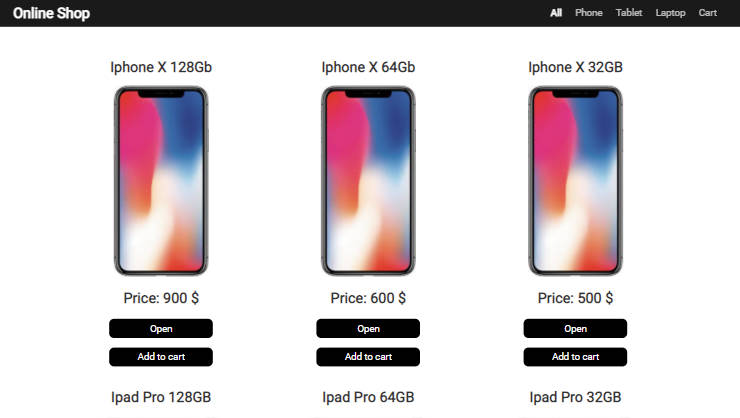 Online Shop All Phone Tablet Laptop Cart
Iphone X 128Gb Iphone X 64Gb Iphone X 32GB
Price: 900 $ Price: 600 $ Price: 500 $
Open Open Open
Add to cart Add to cart Add to cart
Ipad Pro 128GB Ipad Pro 64GB Ipad Pro 32GB